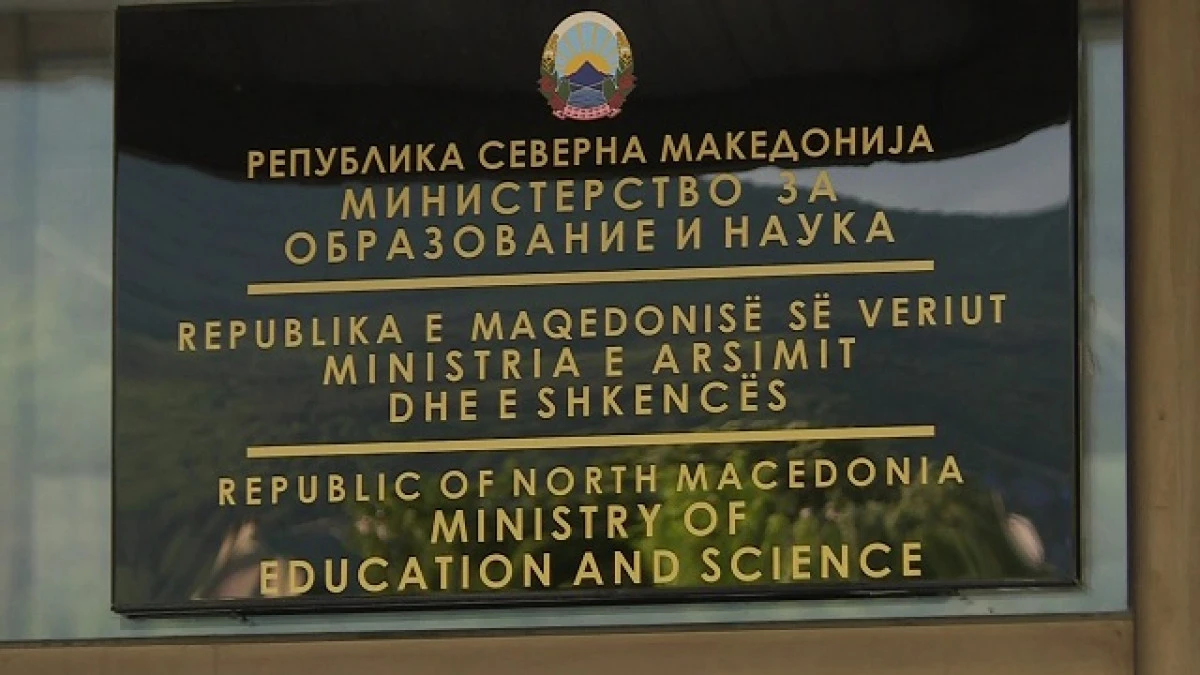 РЕПУБЛИКА СЕВЕРНА МАКЕДОНИЈА
МИНИСТЕРСТВО ЗА
ОБРАЗОВАНИЕ И НАУКА
REPUBLIKA E MAQEDONISË SË VERIUT
MINISTRIA E ARSIMIT
DHE E SHKENCËS
REPUBLIC OF NORTH MACEDONIA
MINISTRY OF
EDUCATION AND SCIENCE